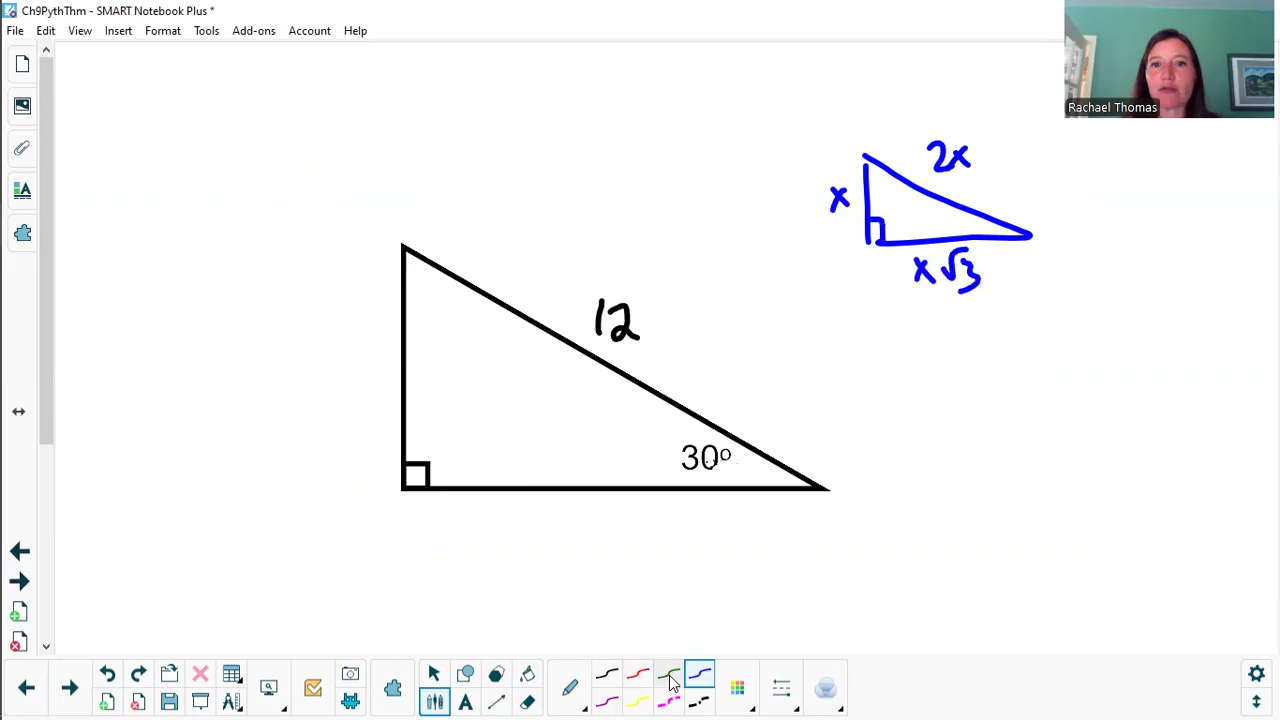 Ch9PythThm - SMART Notebook Plus *
File Edit View Insert Format Tools Add-ons Account Help
Rachael Thomas
2x
x
x√3
12
30°
A